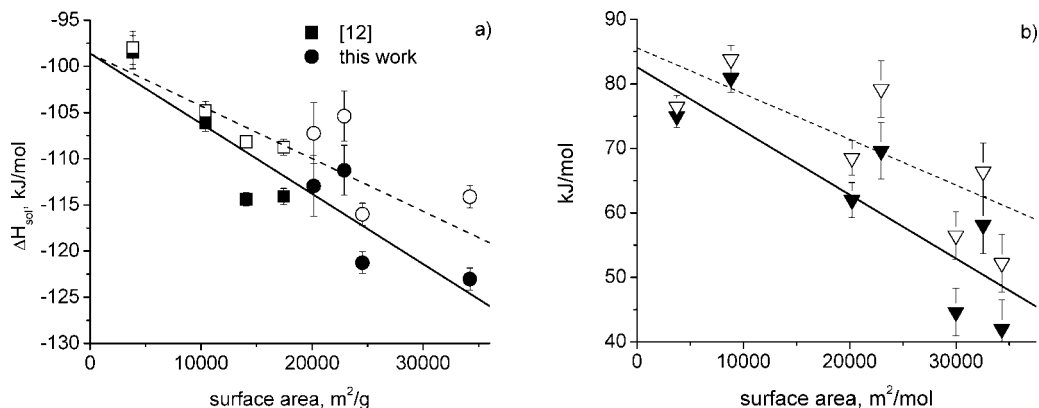 a)
■ [12]
● this work
-95
-100
-105
-110
-115
-120
-125
-130
ΔH_sol, kJ/mol
0 10000 20000 30000
surface area, m²/g
b)
90
80
70
60
50
40
kJ/mol
0 10000 20000 30000
surface area, m²/mol